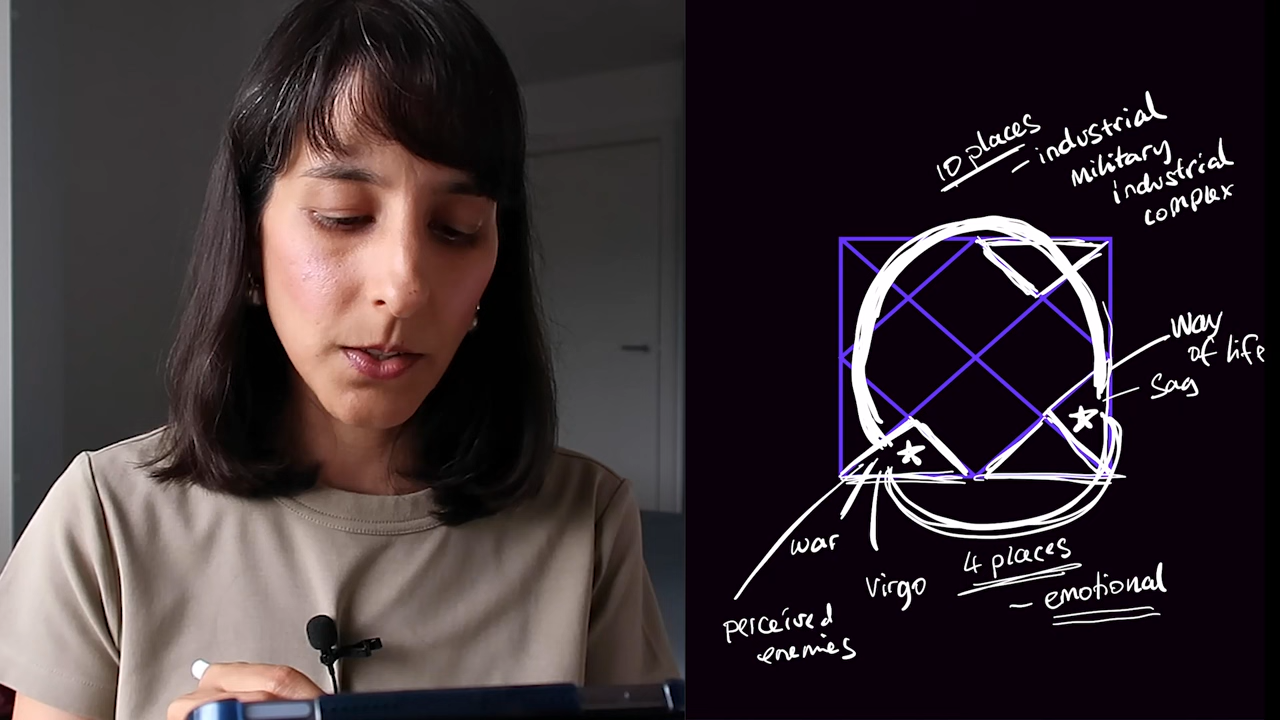 10 places
- industrial
military
industrial
complex
way
of life
Sag
war
Virgo
4 places
- emotional
perceived
enemies